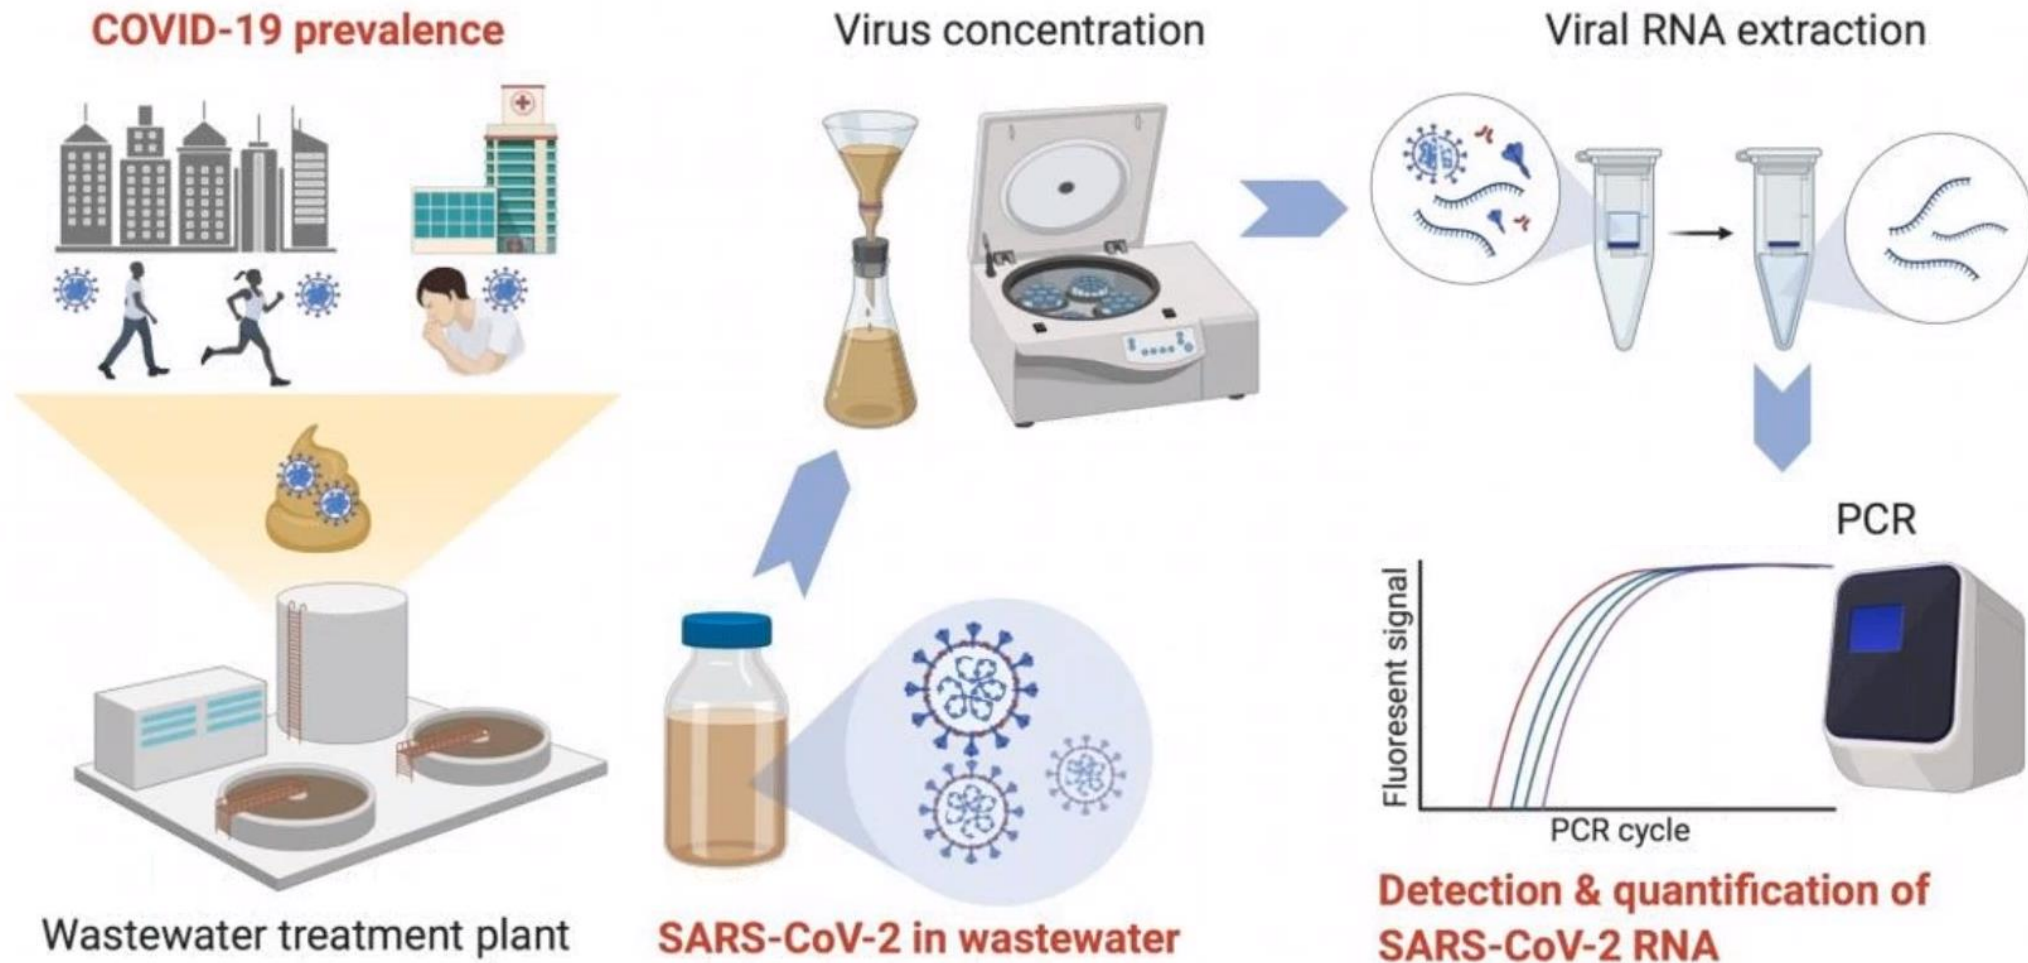 COVID-19 prevalence
Wastewater treatment plant
Virus concentration
SARS-CoV-2 in wastewater
Viral RNA extraction
PCR
Fluorescent signal
PCR cycle
Detection & quantification of
SARS-CoV-2 RNA